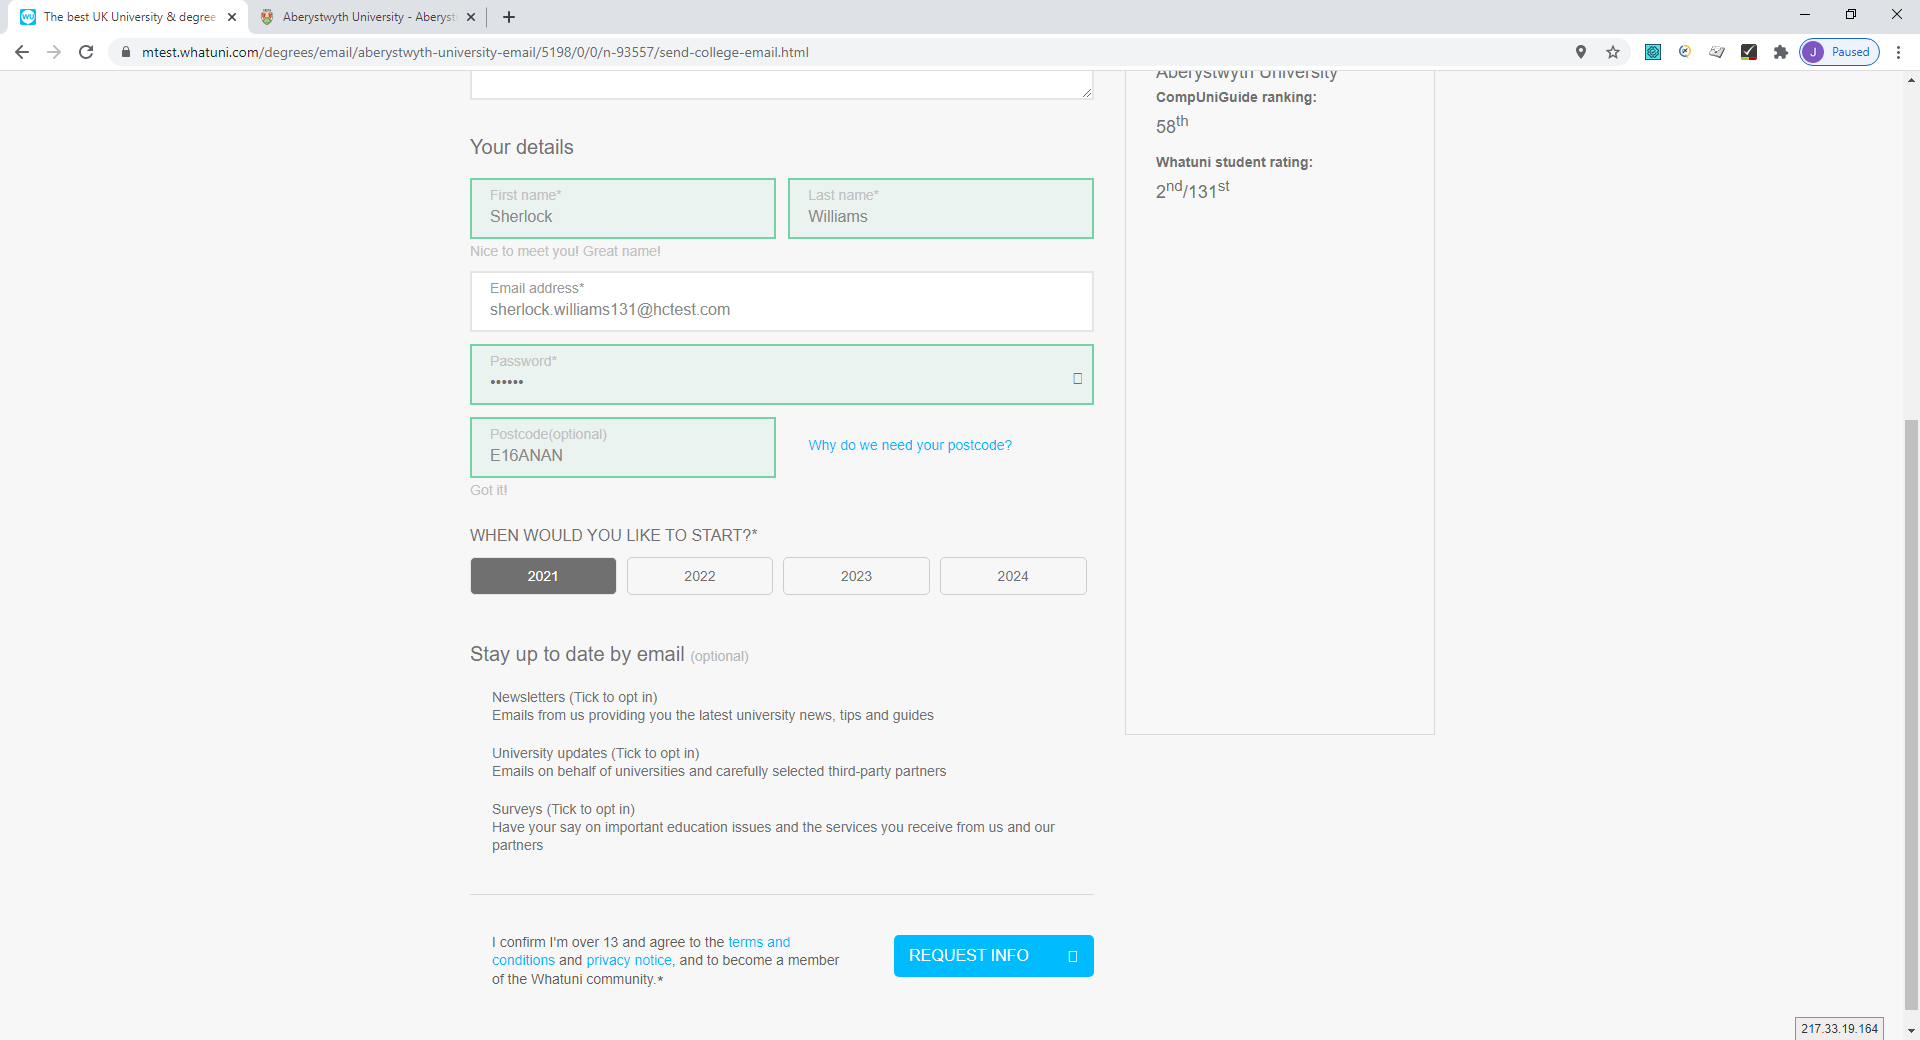 The best UK University & degree
Aberystwyth University - Aberyst
mtest.whatuni.com/degrees/email/aberystwyth-university-email/5198/0/0/n-93557/send-college-email.html
J Paused
Aberystwyth University
CompUniGuide ranking:
58th
Whatuni student rating:
2nd/131st
Your details
First name*
Sherlock
Last name*
Williams
Nice to meet you! Great name!
Email address*
sherlock.williams131@hctest.com
Password*
••••••
Postcode(optional)
E16ANAN
Why do we need your postcode?
Got it!
WHEN WOULD YOU LIKE TO START?*
2021 2022 2023 2024
Stay up to date by email (optional)
Newsletters (Tick to opt in)
Emails from us providing you the latest university news, tips and guides
University updates (Tick to opt in)
Emails on behalf of universities and carefully selected third-party partners
Surveys (Tick to opt in)
Have your say on important education issues and the services you receive from us and our
partners
I confirm I'm over 13 and agree to the terms and
conditions and privacy notice, and to become a member
of the Whatuni community.*
REQUEST INFO
217.33.19.164